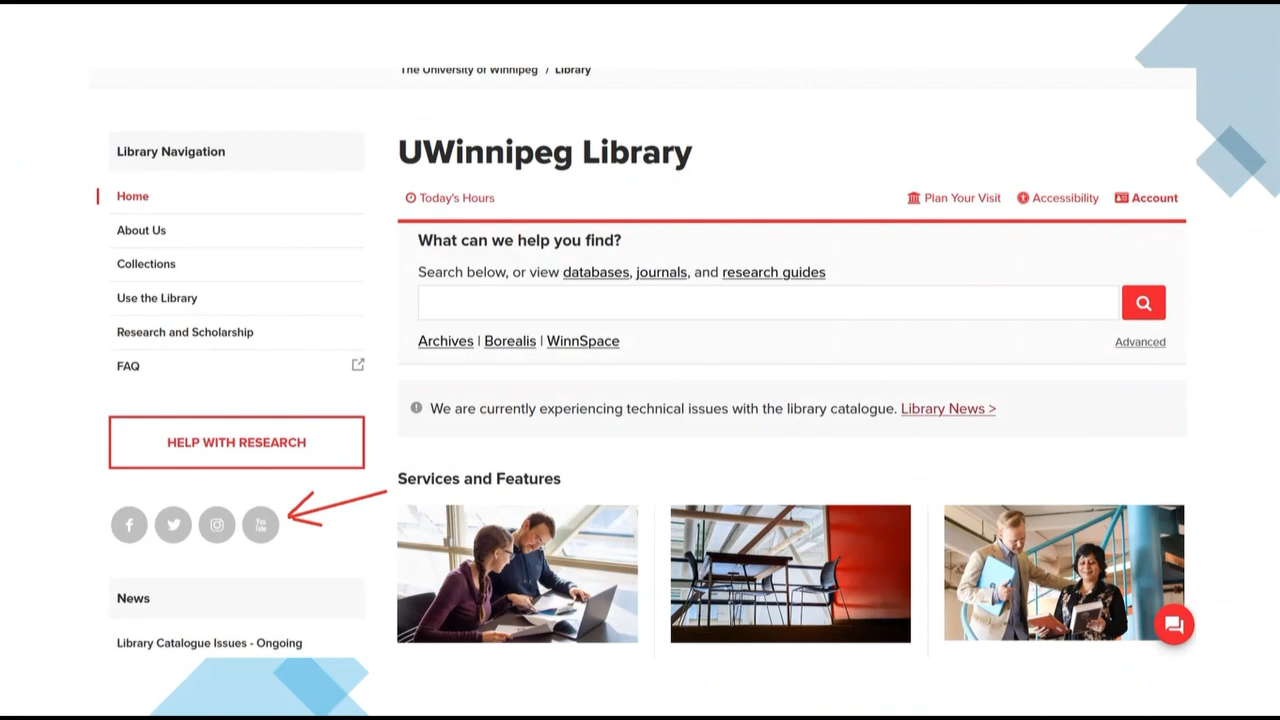 The University of Winnipeg / Library
Library Navigation
Home
About Us
Collections
Use the Library
Research and Scholarship
FAQ
HELP WITH RESEARCH
You Tube
News
Library Catalogue Issues - Ongoing
UWinnipeg Library
Today's Hours Plan Your Visit Accessibility Account
What can we help you find?
Search below, or view databases, journals, and research guides
Archives | Borealis | WinnSpace Advanced
We are currently experiencing technical issues with the library catalogue. Library News >
Services and Features